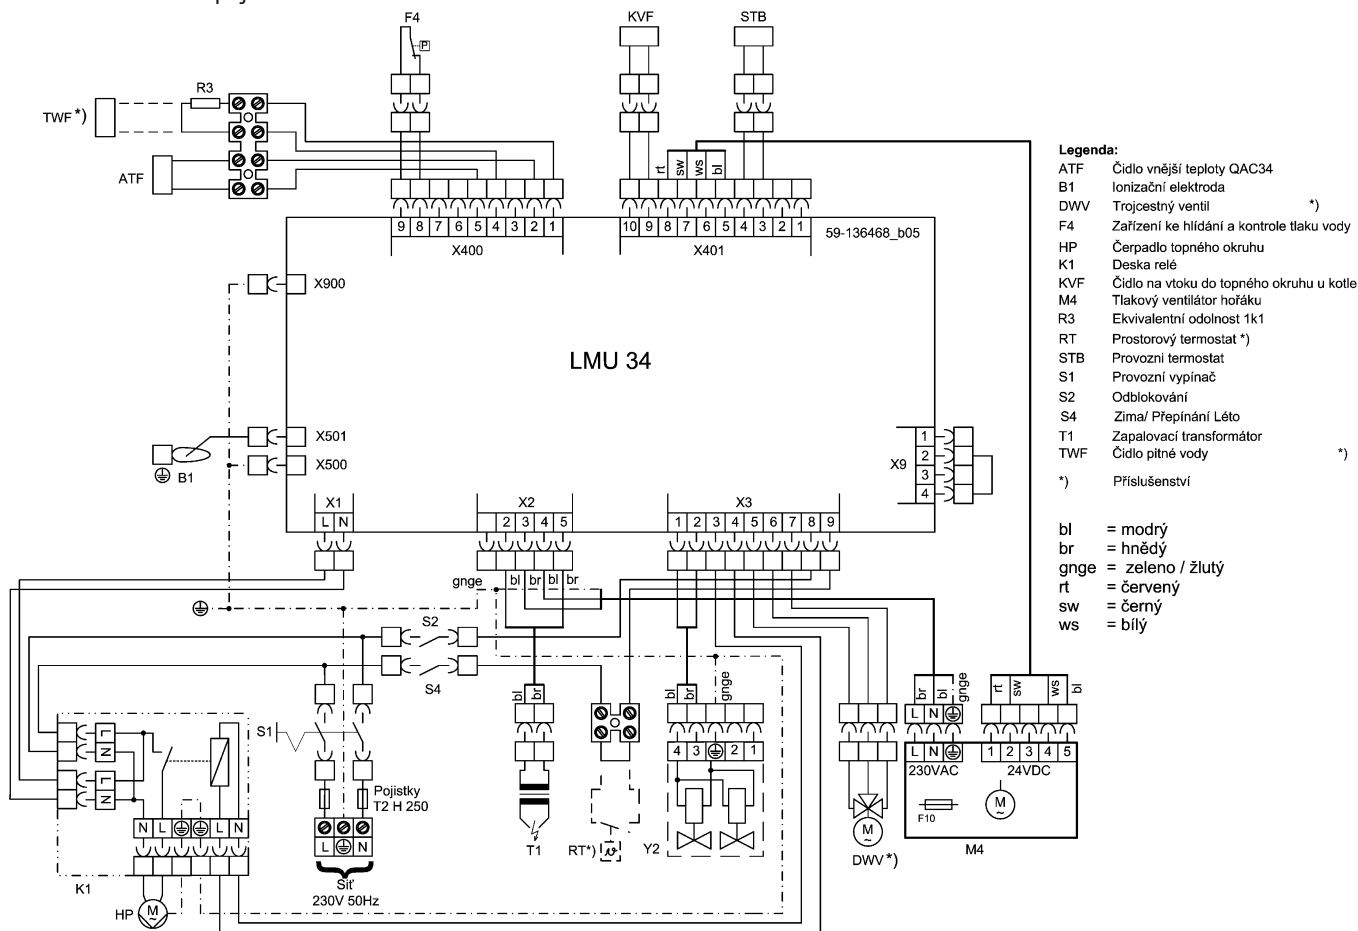 F4
KVF
STB
P
R3
TWF *)
ATF
rt
sw
ws
bl
9 8 7 6 5 4 3 2 1
X400
10 9 8 7 6 5 4 3 2 1
X401
59-136468_b05
X900
LMU 34
X501
X500
B1
X9
1
2
3
4
X1
L N
X2
2 3 4 5
X3
1 2 3 4 5 6 7 8 9
gnge
bl
br
bl
br
S2
S4
S1
bl
br
bl
br
gnge
br
bl
gnge
rt
sw
ws
bl
L
N
L
N
4 3 2 1
L N
L N
230VAC
1 2 3 4 5
24VDC
M
~
F10
M4
Pojistky
T2 H 250
N L L N
L N
Síť
230V 50Hz
K1
HP
M
~
T1
RT*)
Y2
M
~
DWV *)
Legenda:
ATF Čidlo vnější teploty QAC34
B1 Ionizační elektroda
DWV Trojcestný ventil *)
F4 Zařízení ke hlídání a kontrole tlaku vody
HP Čerpadlo topného okruhu
K1 Deska relé
KVF Čidlo na vtoku do topného okruhu u kotle
M4 Tlakový ventilátor hořáku
R3 Ekvivalentní odolnost 1k1
RT Prostorový termostat *)
STB Provozni termostat
S1 Provozní vypínač
S2 Odblokování
S4 Zima/ Přepínání Léto
T1 Zapalovací transformátor
TWF Čidlo pitné vody *)
*) Příslušenství
bl = modrý
br = hnědý
gnge = zeleno / žlutý
rt = červený
sw = černý
ws = bílý